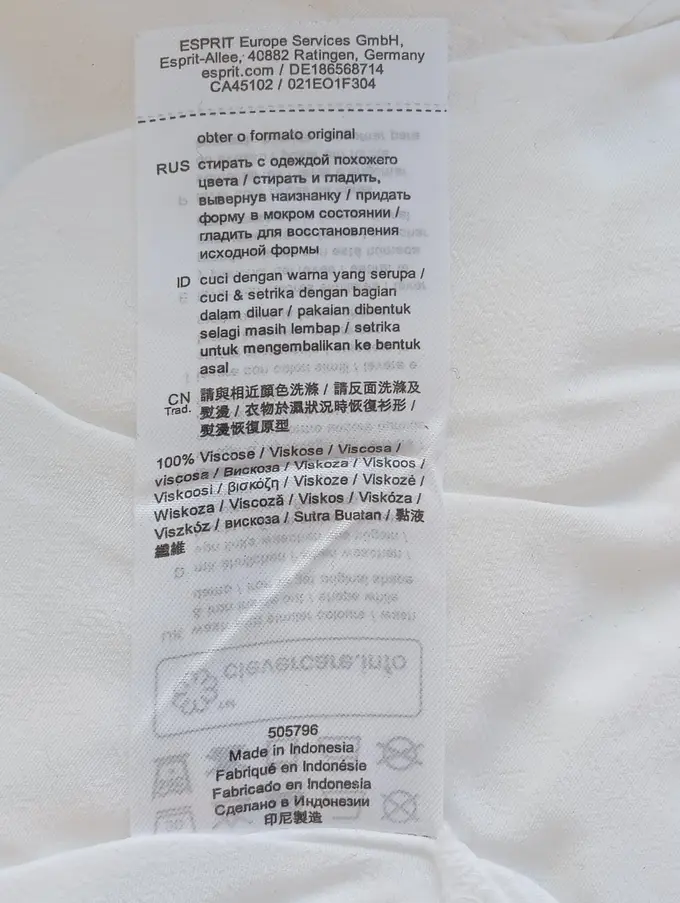 ESPRIT Europe Services GmbH,
Esprit-Allee, 40882 Ratingen, Germany
esprit.com / DE186568714
CA45102 / 021EO1F304
obter o formato original
RUS стирать с одеждой похожего
цвета / стирать и гладить,
вывернув наизнанку / придать
форму в мокром состоянии /
гладить для восстановления
исходной формы
ID cuci dengan warna yang serupa /
cuci & setrika dengan bagian
dalam diluar / pakaian dibentuk
selagi masih lembap / setrika
untuk mengembalikan ke bentuk
asal
CN Trad. 請與相近顏色洗滌 / 請反面洗滌及
熨燙 / 衣物於濕狀況時恢復衫形 /
熨燙恢復原型
100% Viscose / Viskose / Viscosa /
viscosa / Вискоза / Viskoza / Viskoos /
Viskoosi / βισκόζη / Viskoze / Viskozė /
Wiskoza / Viscoză / Viskos / Viskóza /
Viszkóz / вискоза / Sutra Buatan / 黏液
纖維
clevercare.info
505796
Made in Indonesia
Fabriqué en Indonésie
Fabricado en Indonesia
Сделано в Индонезии
印尼製造